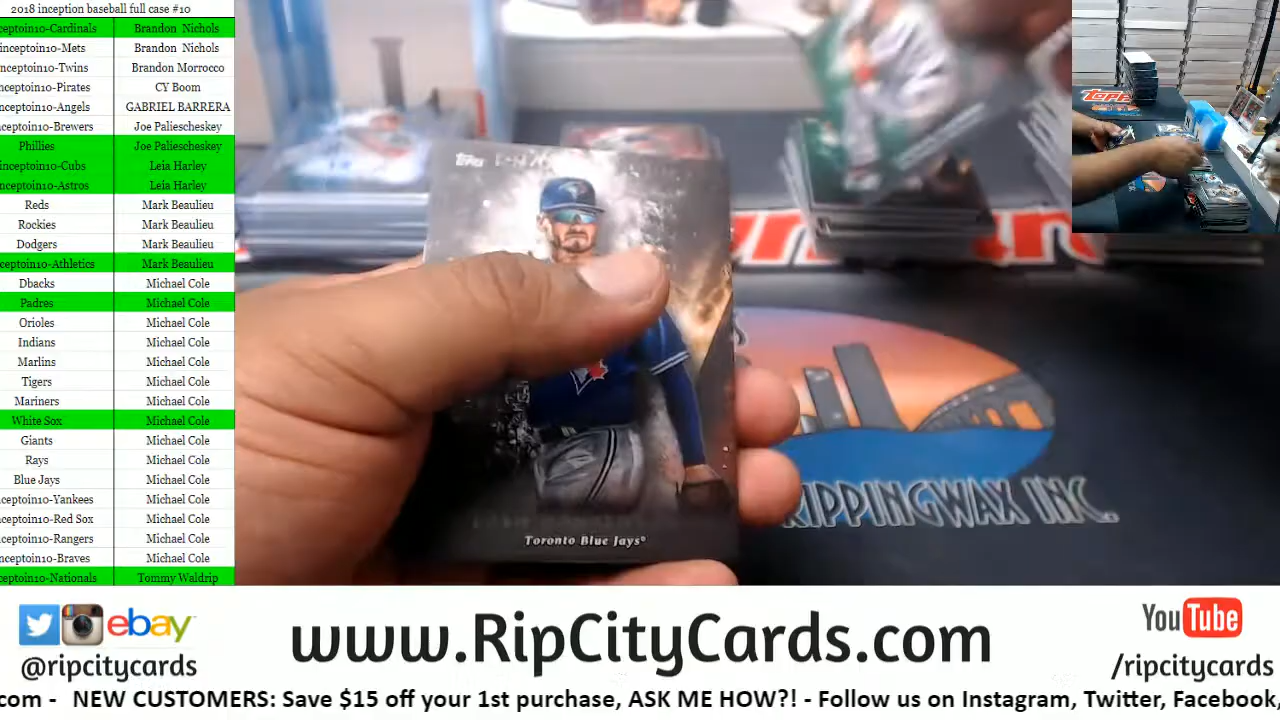 2018 inception baseball full case #10
ceptoin10-Cardinals Brandon Nichols
nceptoin10-Mets Brandon Nichols
nceptoin10-Twins Brandon Morrocco
nceptoin10-Pirates CY Boom
nceptoin10-Angels GABRIEL BARRERA
nceptoin10-Brewers Joe Paliescheskey
Phillies Joe Paliescheskey
nceptoin10-Cubs Leia Harley
nceptoin10-Astros Leia Harley
Reds Mark Beaulieu
Rockies Mark Beaulieu
Dodgers Mark Beaulieu
ceptoin10-Athletics Mark Beaulieu
Dbacks Michael Cole
Padres Michael Cole
Orioles Michael Cole
Indians Michael Cole
Marlins Michael Cole
Tigers Michael Cole
Mariners Michael Cole
White Sox Michael Cole
Giants Michael Cole
Rays Michael Cole
Blue Jays Michael Cole
nceptoin10-Yankees Michael Cole
nceptoin10-Red Sox Michael Cole
nceptoin10-Rangers Michael Cole
nceptoin10-Braves Michael Cole
ceptoin10-Nationals Tommy Waldrip
Topps
Topps
Toronto Blue Jays®
RIPPINGWAX INC.
ebay
@ripcitycards
www.RipCityCards.com
YouTube
/ripcitycards
com - NEW CUSTOMERS: Save $15 off your 1st purchase, ASK ME HOW?! - Follow us on Instagram, Twitter, Facebook,